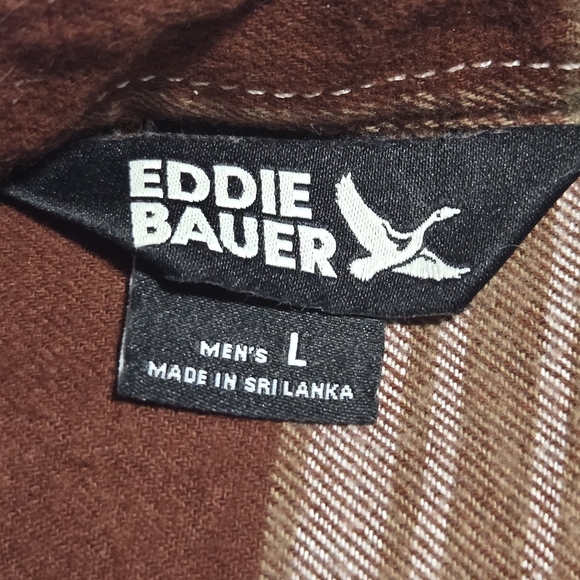 EDDIE
BAUER
MEN'S L
MADE IN SRI LANKA